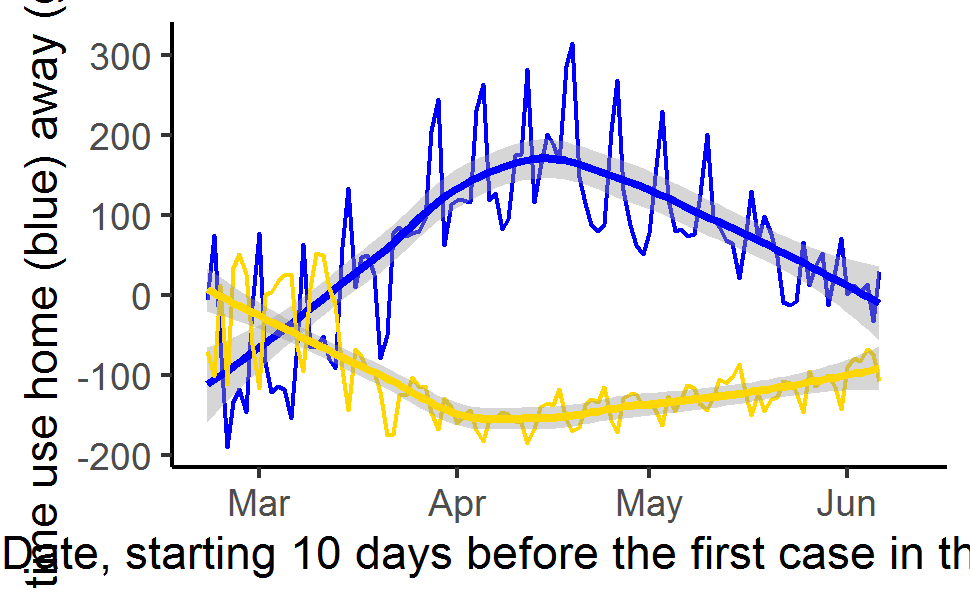 time use home (blue) away (
300
200
100
0
-100
-200
Mar Apr May Jun
Date, starting 10 days before the first case in th